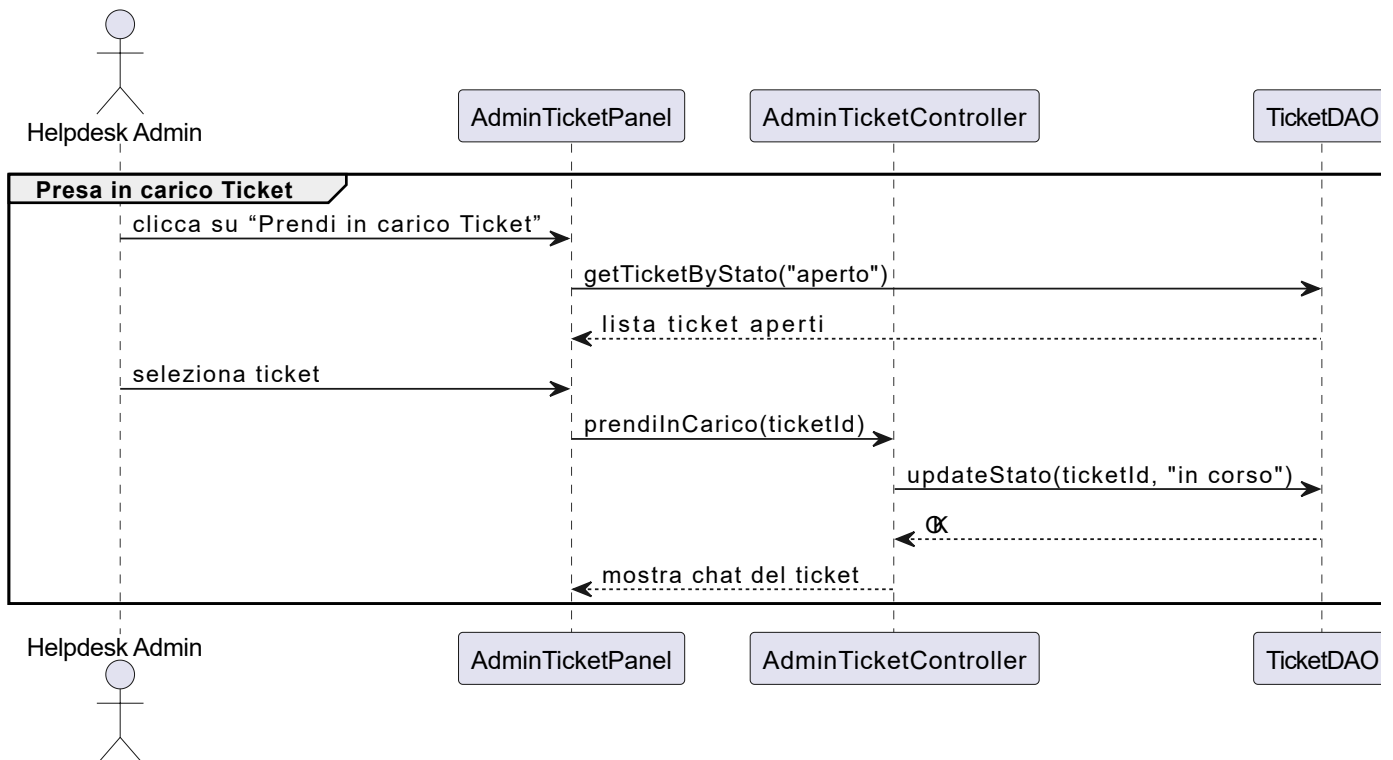 Helpdesk Admin
AdminTicketPanel
AdminTicketController
TicketDAO
Presa in carico Ticket
clicca su “Prendi in carico Ticket”
getTicketByStato("aperto")
lista ticket aperti
seleziona ticket
prendiInCarico(ticketId)
updateStato(ticketId, "in corso")
OK
mostra chat del ticket
Helpdesk Admin
AdminTicketPanel
AdminTicketController
TicketDAO